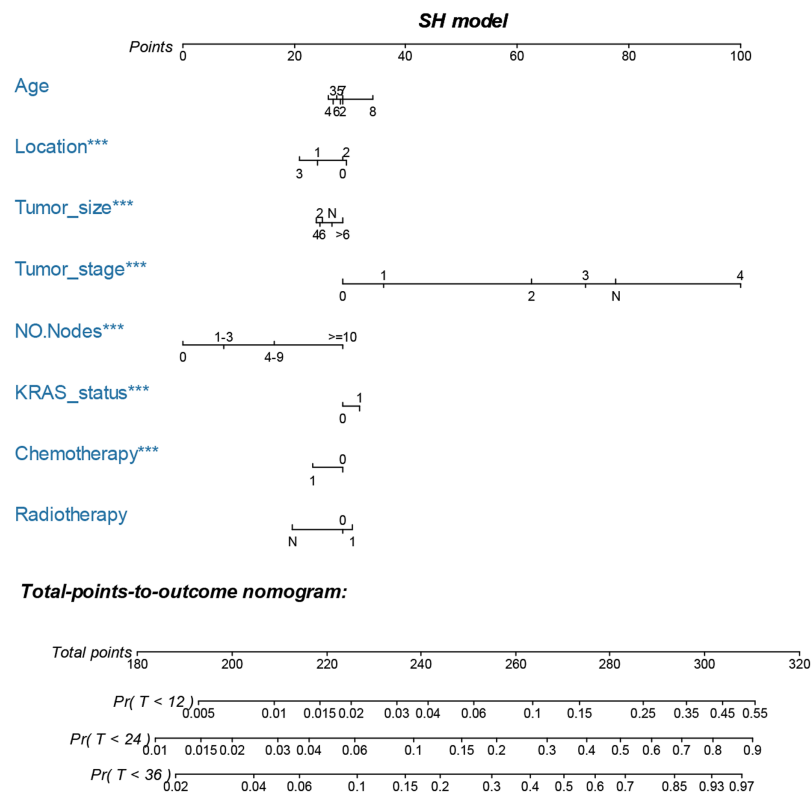 SH model
Points
0 20 40 60 80 100
Age
357
4 62 8
Location***
1 2
3 0
Tumor_size***
2 N
46 >6
Tumor_stage***
1 3 4
0 2 N
NO.Nodes***
1-3 >=10
0 4-9
KRAS_status***
1
0
Chemotherapy***
0
1
Radiotherapy
0
N 1
Total-points-to-outcome nomogram:
Total points
180 200 220 240 260 280 300 320
Pr( T < 12 )
0.005 0.01 0.015 0.02 0.03 0.04 0.06 0.1 0.15 0.25 0.35 0.45 0.55
Pr( T < 24 )
0.01 0.015 0.02 0.03 0.04 0.06 0.1 0.15 0.2 0.3 0.4 0.5 0.6 0.7 0.8 0.9
Pr( T < 36 )
0.02 0.04 0.06 0.1 0.15 0.2 0.3 0.4 0.5 0.6 0.7 0.85 0.93 0.97